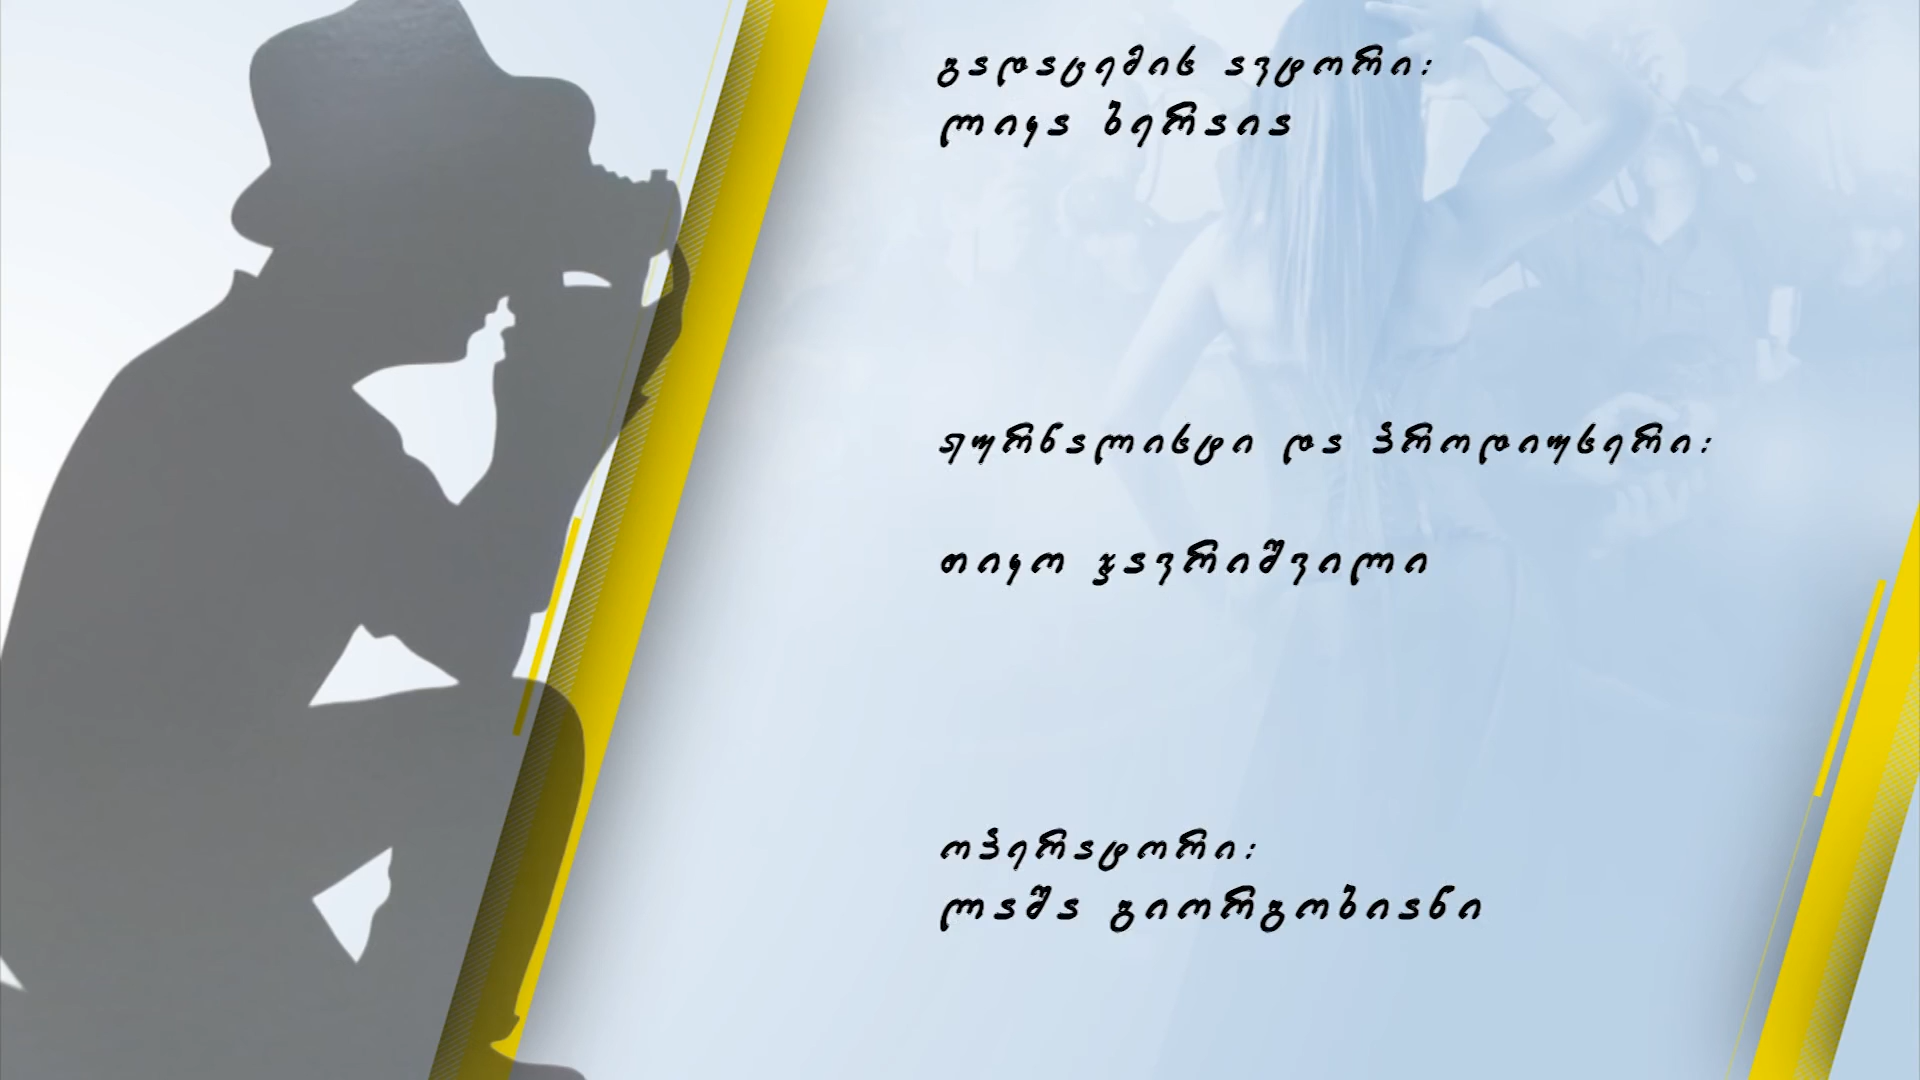 გადაცემის ავტორი:
ლიკა ბერაია
ჟურნალისტი და პროდიუსერი:
თიკო ჯავრიშვილი
ოპერატორი:
ლაშა გიორგობიანი